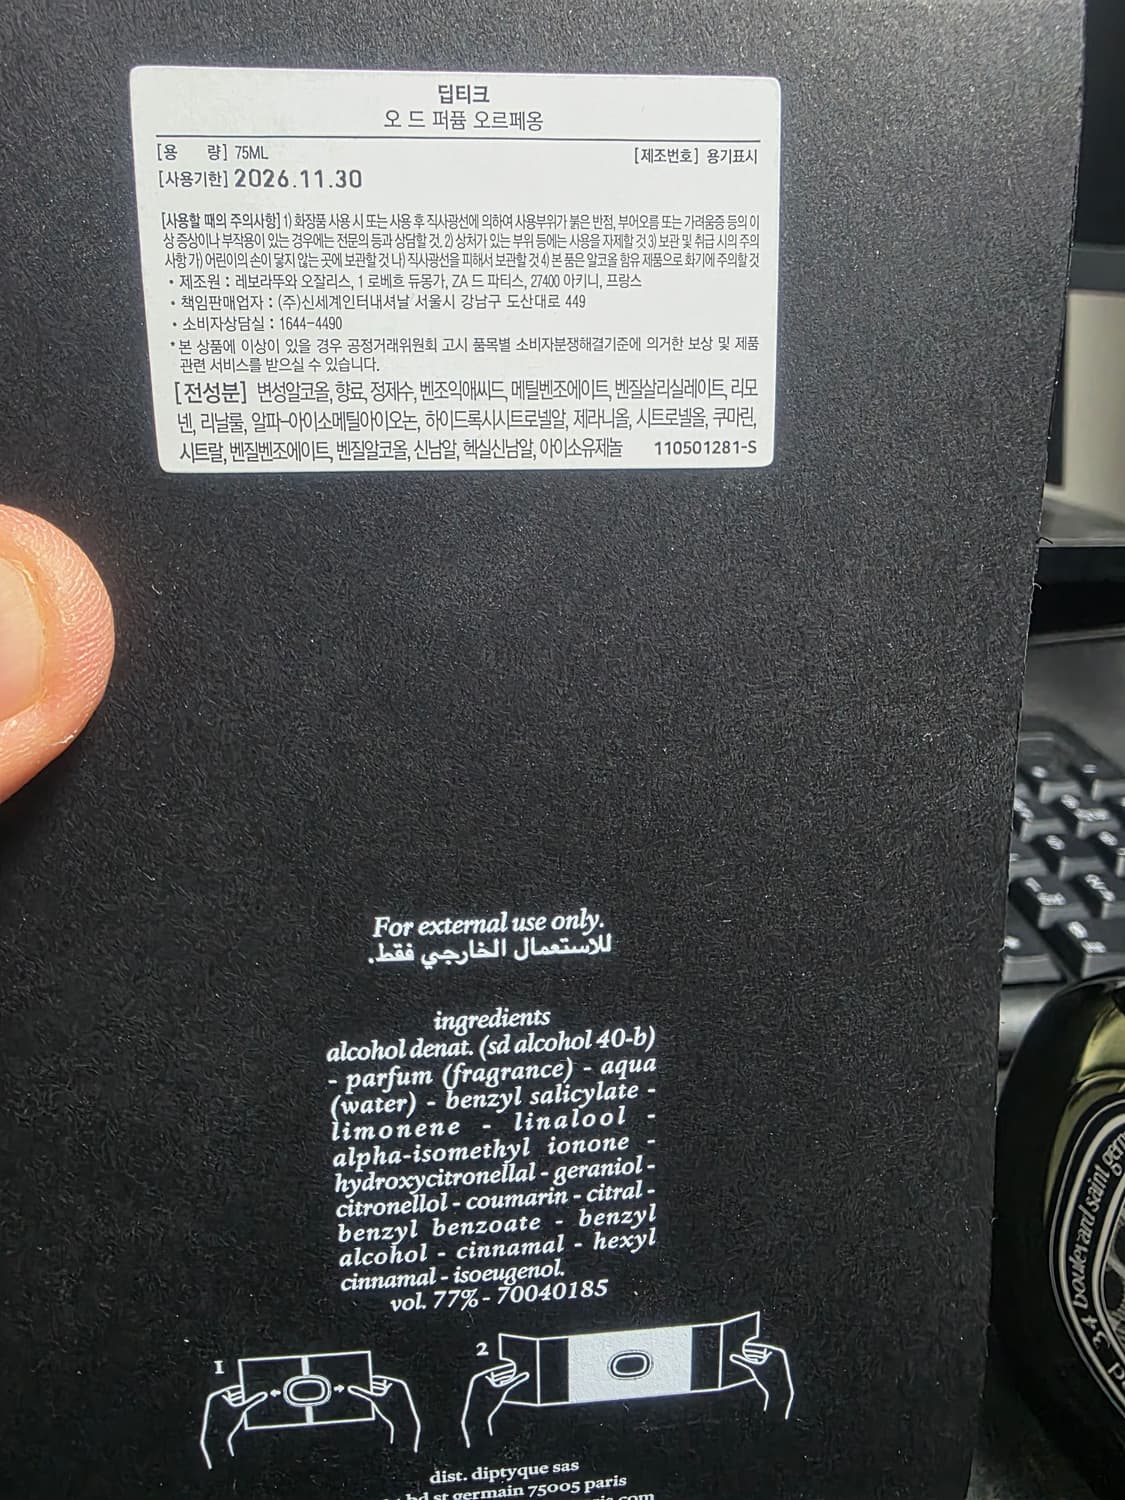 딥티크
오 드 퍼퓸 오르페옹
[용 량] 75ML
[제조번호] 용기표시
[사용기한] 2026.11.30
[사용할 때의 주의사항] 1) 화장품 사용 시 또는 사용 후 직사광선에 의하여 사용부위가 붉은 반점, 부어오름 또는 가려움증 등의 이
상 증상이나 부작용이 있는 경우에는 전문의 등과 상담할 것. 2) 상처가 있는 부위 등에는 사용을 자제할 것 3) 보관 및 취급 시의 주의
사항 가) 어린이의 손이 닿지 않는 곳에 보관할 것 나) 직사광선을 피해서 보관할 것 4) 본 품은 알코올 함유 제품으로 화기에 주의할 것
• 제조원 : 레보라뚜와 오잘리스, 1 로베흐 듀몽가, ZA 드 파티스, 27400 아키니, 프랑스
• 책임판매업자 : (주)신세계인터내셔날 서울시 강남구 도산대로 449
• 소비자상담실 : 1644-4490
*본 상품에 이상이 있을 경우 공정거래위원회 고시 품목별 소비자분쟁해결기준에 의거한 보상 및 제품
관련 서비스를 받으실 수 있습니다.
[전성분] 변성알코올, 향료, 정제수, 벤조익애씨드, 메틸벤조에이트, 벤질살리실레이트, 리모
넨, 리날룰, 알파-아이소메틸아이오논, 하이드록시시트로넬알, 제라니올, 시트로넬올, 쿠마린,
시트랄, 벤질벤조에이트, 벤질알코올, 신남알, 헥실신남알, 아이소유제놀 110501281-S
For external use only.
للاستعمال الخارجي فقط.
ingredients
alcohol denat. (sd alcohol 40-b)
- parfum (fragrance) - aqua
(water) - benzyl salicylate -
limonene - linalool -
alpha-isomethyl ionone -
hydroxycitronellal - geraniol -
citronellol - coumarin - citral -
benzyl benzoate - benzyl
alcohol - cinnamal - hexyl
cinnamal - isoeugenol.
vol. 77% - 70040185
1
2
dist. diptyque sas
bd st germain 75005 paris
34 boulevard saint germ